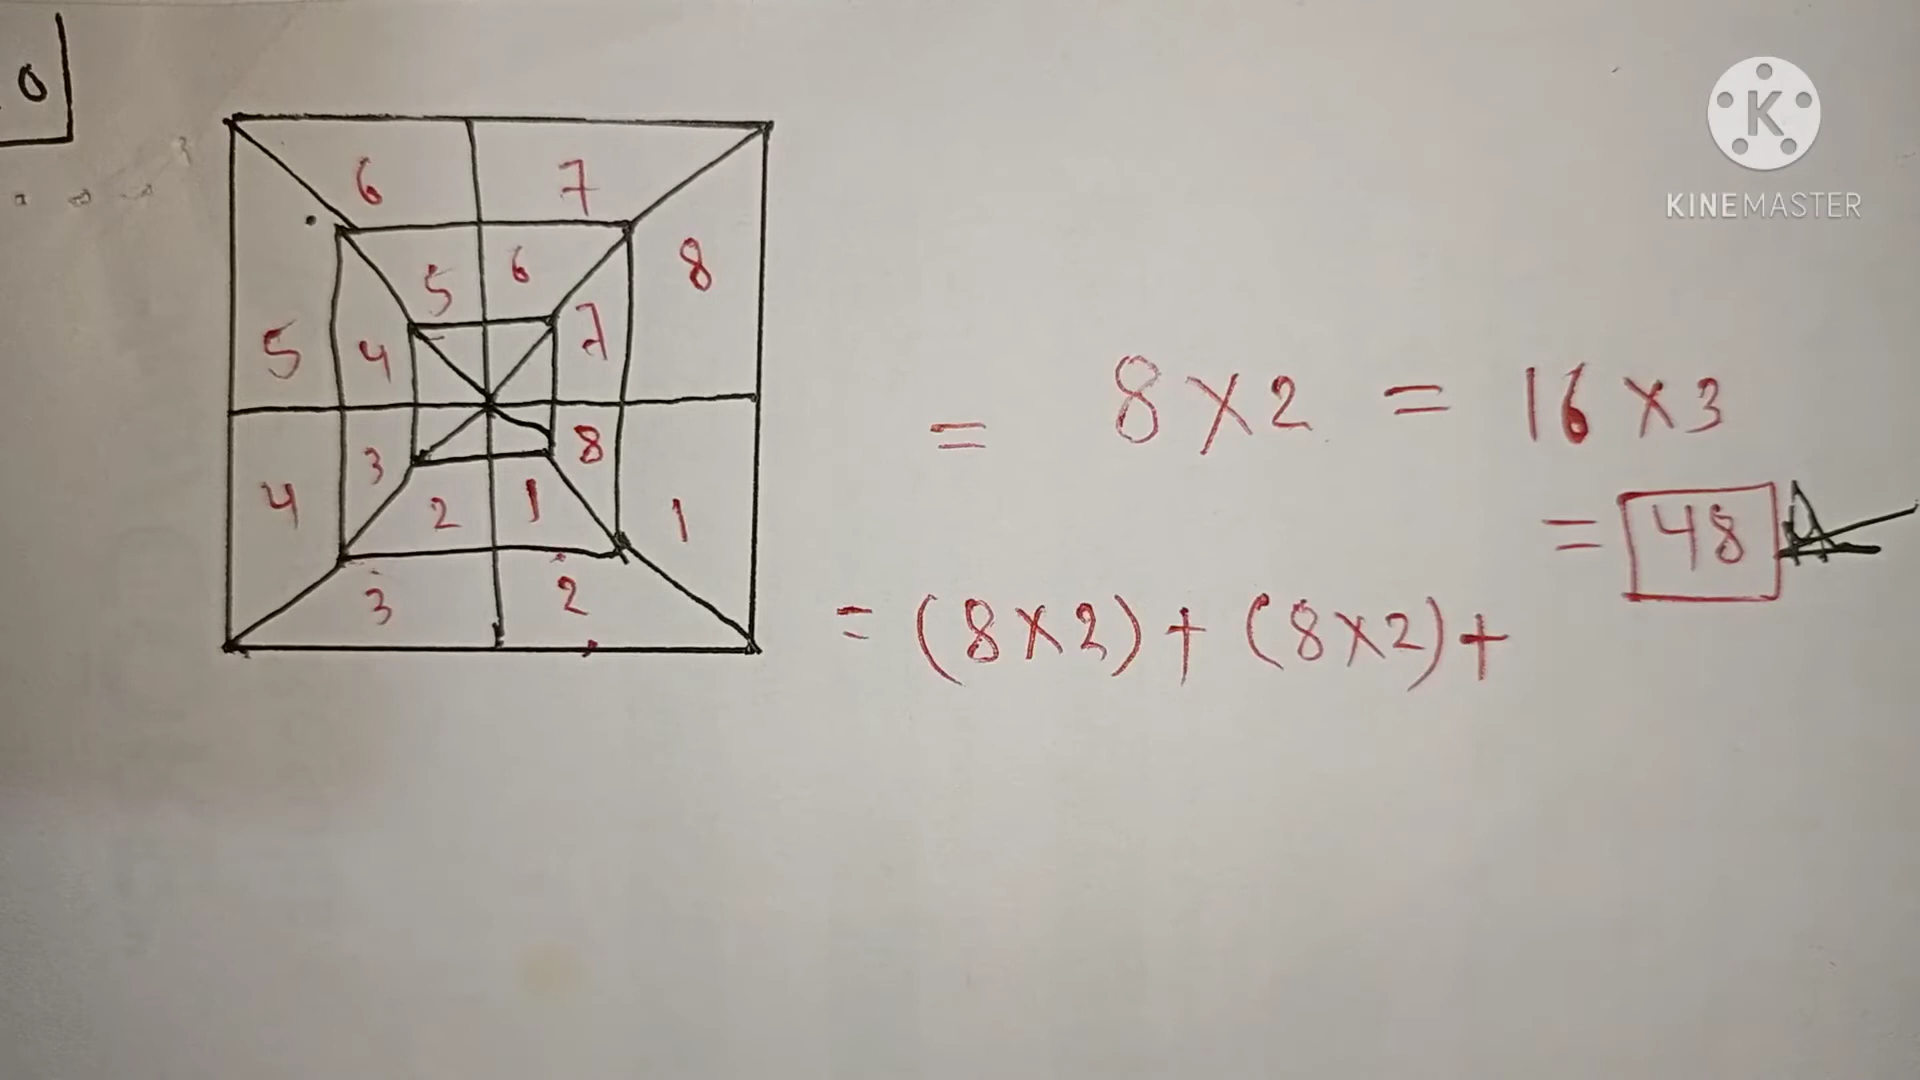 0
K
KINEMASTER
6 7
5 6 8
5 4 7
3 8
4 2 1 1
3 2
= 8 × 2 = 16 × 3
= 48
= (8×2) + (8×2) +